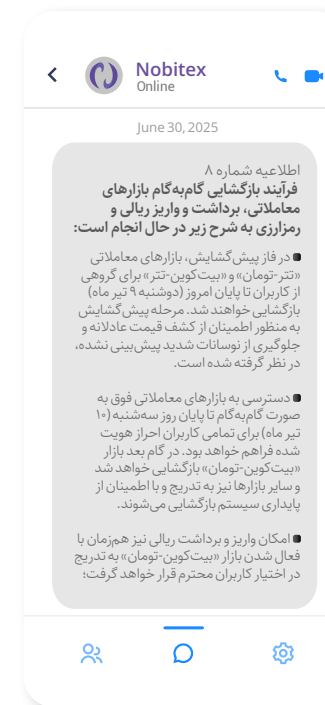 Nobitex
Online
June 30, 2025
اطلاعیه شماره ۸
فرآیند بازگشایی گام‌به‌گام بازارهای
معاملاتی، برداشت و واریز ریالی و
رمزارزی به شرح زیر در حال انجام است:
در فاز پیش‌گشایش، بازارهای معاملاتی
«تتر-تومان» و «بیت‌کوین-تتر» برای گروهی
از کاربران تا پایان امروز (دوشنبه ۹ تیر ماه)
بازگشایی خواهند شد. مرحله پیش‌گشایش
به منظور اطمینان از کشف قیمت عادلانه و
جلوگیری از نوسانات شدید پیش‌بینی نشده،
در نظر گرفته شده است.
دسترسی به بازارهای معاملاتی فوق به
صورت گام‌به‌گام تا پایان روز سه‌شنبه (۱۰
تیر ماه) برای تمامی کاربران احراز هویت
شده فراهم خواهد بود. در گام بعد بازار
«بیت‌کوین-تومان» بازگشایی خواهد شد
و سایر بازارها نیز به تدریج و با اطمینان از
پایداری سیستم بازگشایی می‌شوند.
امکان واریز و برداشت ریالی نیز هم‌زمان با
فعال شدن بازار «بیت‌کوین-تومان» به تدریج
در اختیار کاربران محترم قرار خواهد گرفت؛